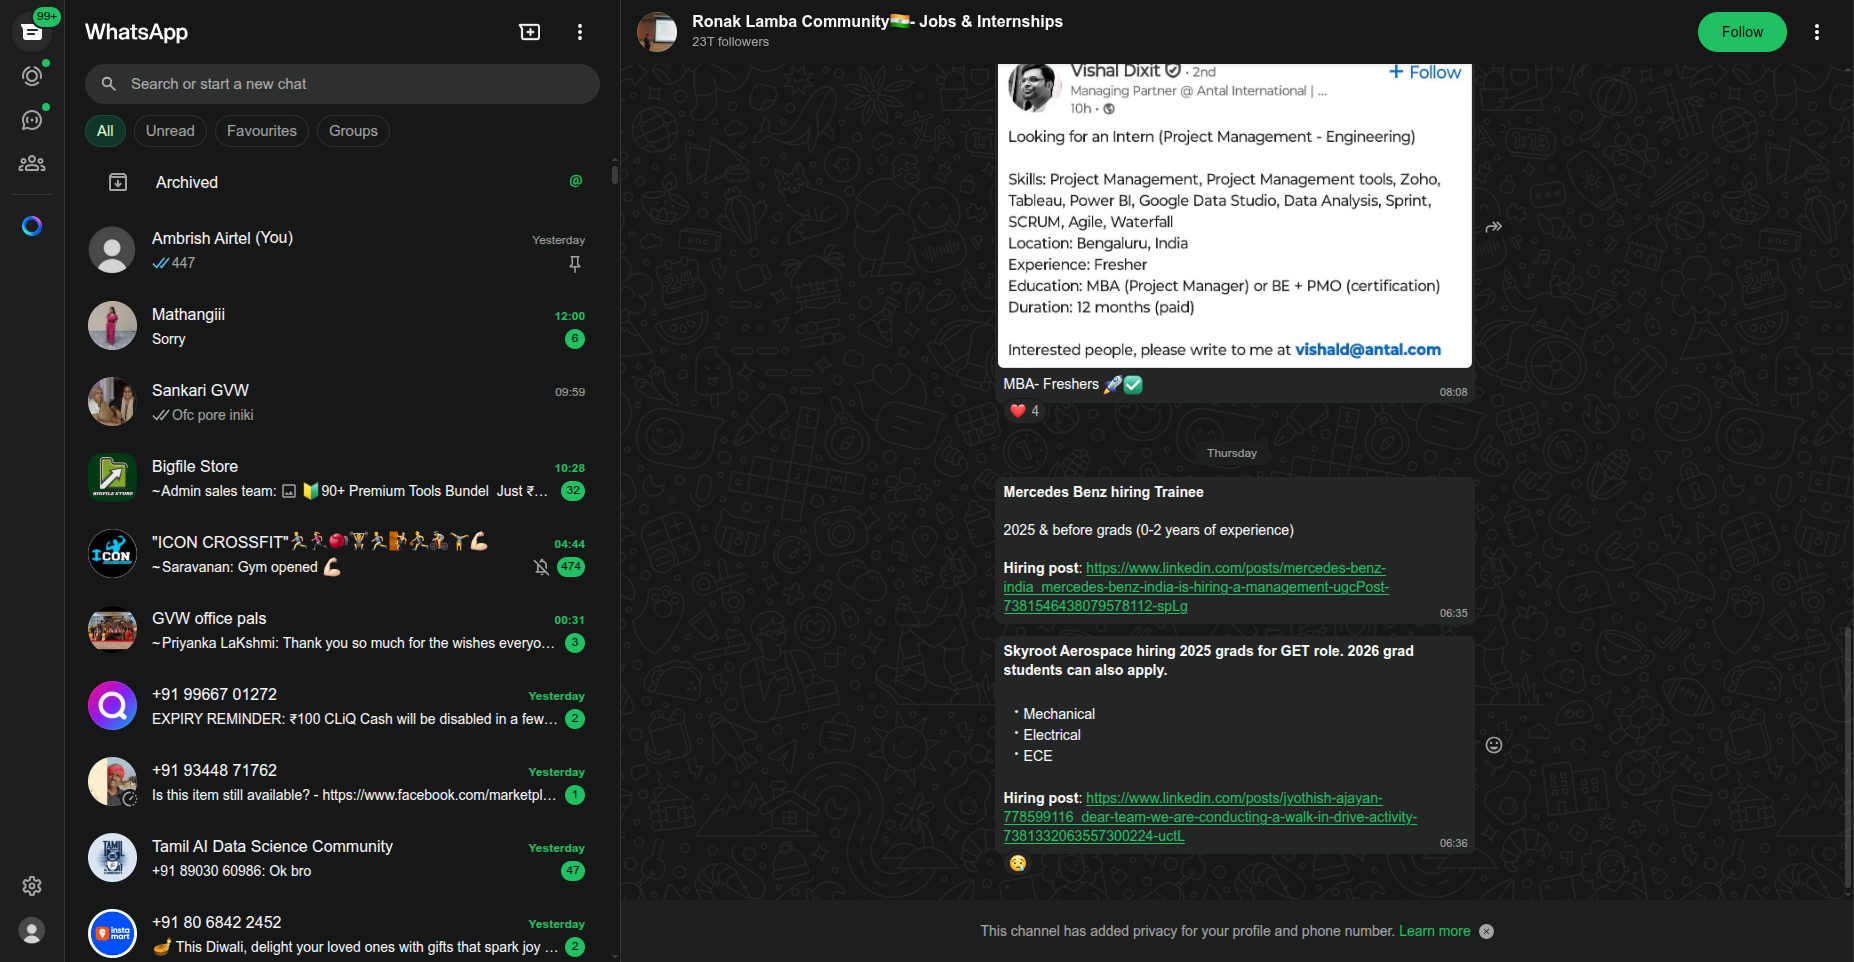 99+
WhatsApp
Search or start a new chat
All
Unread
Favourites
Groups
Archived
@
Ambrish Airtel (You)
Yesterday
447
Mathangiii
12:00
Sorry
6
Sankari GVW
09:59
Ofc pore iniki
BIGFILE STORE
Bigfile Store
10:28
~Admin sales team: 🔰90+ Premium Tools Bundel Just ₹…
32
ICON
"ICON CROSSFIT"
04:44
~Saravanan: Gym opened 💪🏻
474
GVW office pals
00:31
~Priyanka LaKshmi: Thank you so much for the wishes everyo…
3
+91 99667 01272
Yesterday
EXPIRY REMINDER: ₹100 CLiQ Cash will be disabled in a few…
2
+91 93448 71762
Yesterday
Is this item still available? - https://www.facebook.com/marketpl…
1
Tamil AI Data Science Community
Yesterday
+91 89030 60986: Ok bro
47
insta
mart
+91 80 6842 2452
Yesterday
🪔 This Diwali, delight your loved ones with gifts that spark joy …
2
Ronak Lamba Community🇮🇳- Jobs & Internships
23T followers
Follow
Vishal Dixit · 2nd
+ Follow
Managing Partner @ Antal International | ...
10h •
Looking for an Intern (Project Management - Engineering)
Skills: Project Management, Project Management tools, Zoho,
Tableau, Power BI, Google Data Studio, Data Analysis, Sprint,
SCRUM, Agile, Waterfall
Location: Bengaluru, India
Experience: Fresher
Education: MBA (Project Manager) or BE + PMO (certification)
Duration: 12 months (paid)
Interested people, please write to me at vishald@antal.com
MBA- Freshers 🚀✅
08:08
❤️ 4
Thursday
Mercedes Benz hiring Trainee
2025 & before grads (0-2 years of experience)
Hiring post: https://www.linkedin.com/posts/mercedes-benz-
india_mercedes-benz-india-is-hiring-a-management-ugcPost-
7381546438079578112-spLg
06:35
Skyroot Aerospace hiring 2025 grads for GET role. 2026 grad
students can also apply.
• Mechanical
• Electrical
• ECE
Hiring post: https://www.linkedin.com/posts/jyothish-ajayan-
778599116_dear-team-we-are-conducting-a-walk-in-drive-activity-
7381332063557300224-uctL
06:36
This channel has added privacy for your profile and phone number. Learn more